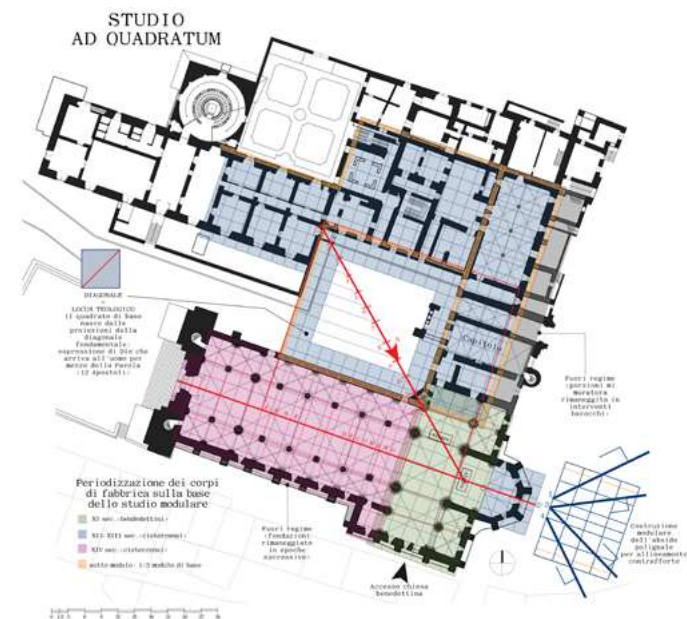 STUDIO
AD QUADRATUM
DIAGONALE
=
LOCUS TEOLOGICO
il quadrato di base
nasce dalle
proiezioni dalla
diagonale
fondamentale:
espressione di Dio che
arriva all'uomo per
mezzo della Parola
(12 Apostoli)
Capitolo
Fuori regime
(porzioni di
Muratura
rimaneggita in
interventi
barocchi)
Periodizzazione dei corpi
di fabbrica sulla base
dello studio modulare
XI sec. (benedettini)
XII-XIII sec. (cistercensi)
XIV sec. (cistercensi)
sotto-modulo: 1/3 modulo di base
Fuori regime
(fondazioni
rimaneggiate
in epoche
successive)
Accesso chiesa
benedettina
Costruzione
modulare
dell'abside
poligonale
per allineamento
contrafforte